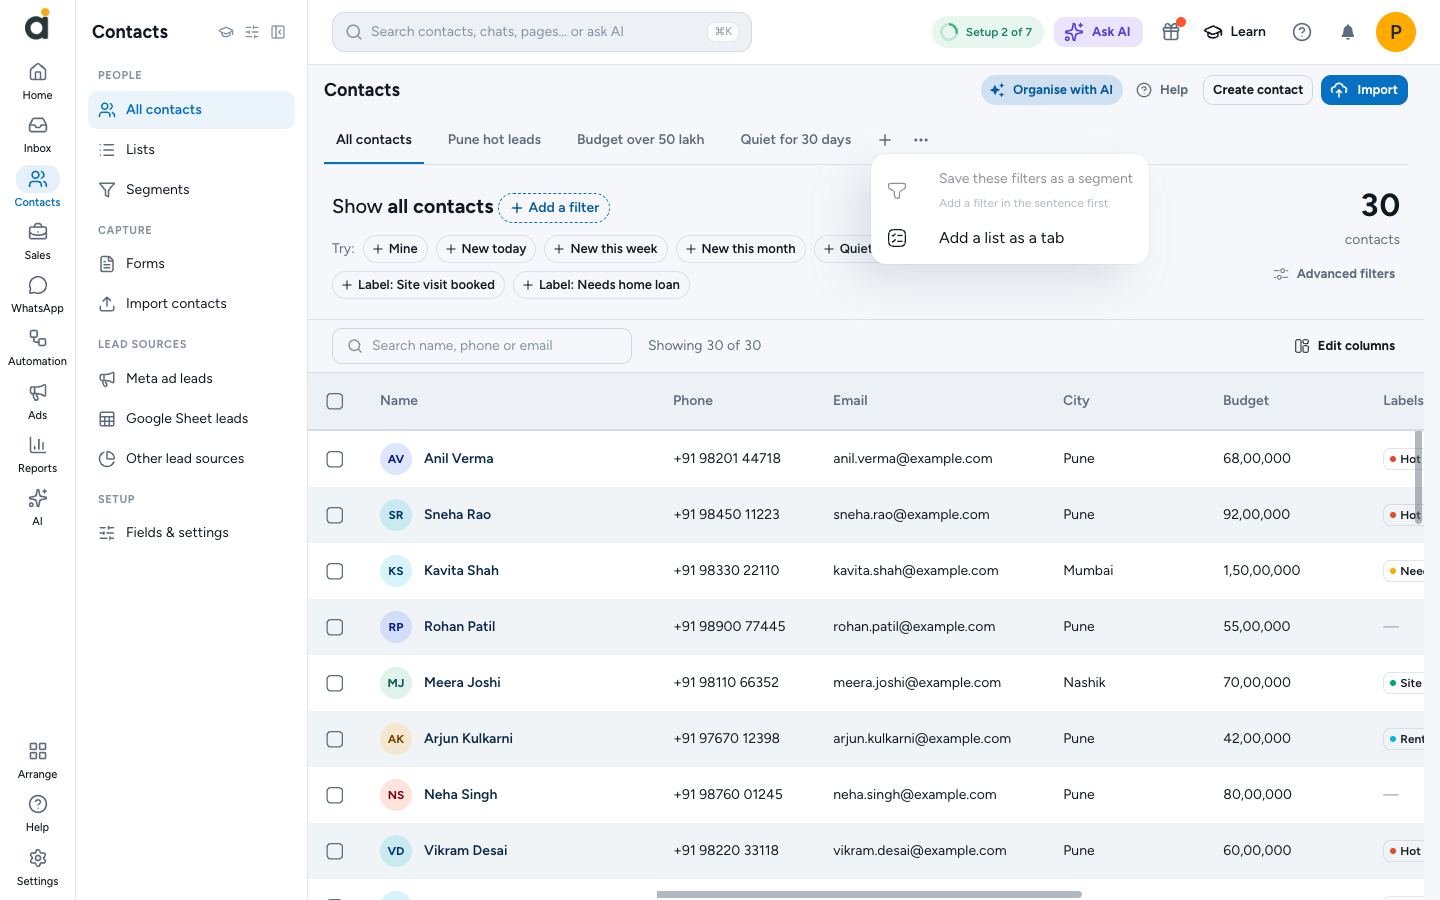 Home
Inbox
Contacts
Sales
WhatsApp
Automation
Ads
Reports
AI
Arrange
Help
Settings
Contacts
PEOPLE
All contacts
Lists
Segments
CAPTURE
Forms
Import contacts
LEAD SOURCES
Meta ad leads
Google Sheet leads
Other lead sources
SETUP
Fields & settings
Search contacts, chats, pages... or ask AI
⌘K
Setup 2 of 7
Ask AI
Learn
P
Contacts
Organise with AI
Help
Create contact
Import
All contacts
Pune hot leads
Budget over 50 lakh
Quiet for 30 days
Save these filters as a segment
Add a filter in the sentence first
Add a list as a tab
Show all contacts
Add a filter
30
contacts
Try:
Mine
New today
New this week
New this month
Quiet
Label: Site visit booked
Label: Needs home loan
Advanced filters
Search name, phone or email
Showing 30 of 30
Edit columns
Name Phone Email City Budget Labels
AV Anil Verma +91 98201 44718 anil.verma@example.com Pune 68,00,000 Hot
SR Sneha Rao +91 98450 11223 sneha.rao@example.com Pune 92,00,000 Hot
KS Kavita Shah +91 98330 22110 kavita.shah@example.com Mumbai 1,50,00,000
RP Rohan Patil +91 98900 77445 rohan.patil@example.com Pune 55,00,000 —
MJ Meera Joshi +91 98110 66352 meera.joshi@example.com Nashik 70,00,000 Site
AK Arjun Kulkarni +91 97670 12398 arjun.kulkarni@example.com Pune 42,00,000 Rent
NS Neha Singh +91 98760 01245 neha.singh@example.com Pune 80,00,000 —
VD Vikram Desai +91 98220 33118 vikram.desai@example.com Pune 60,00,000 Hot